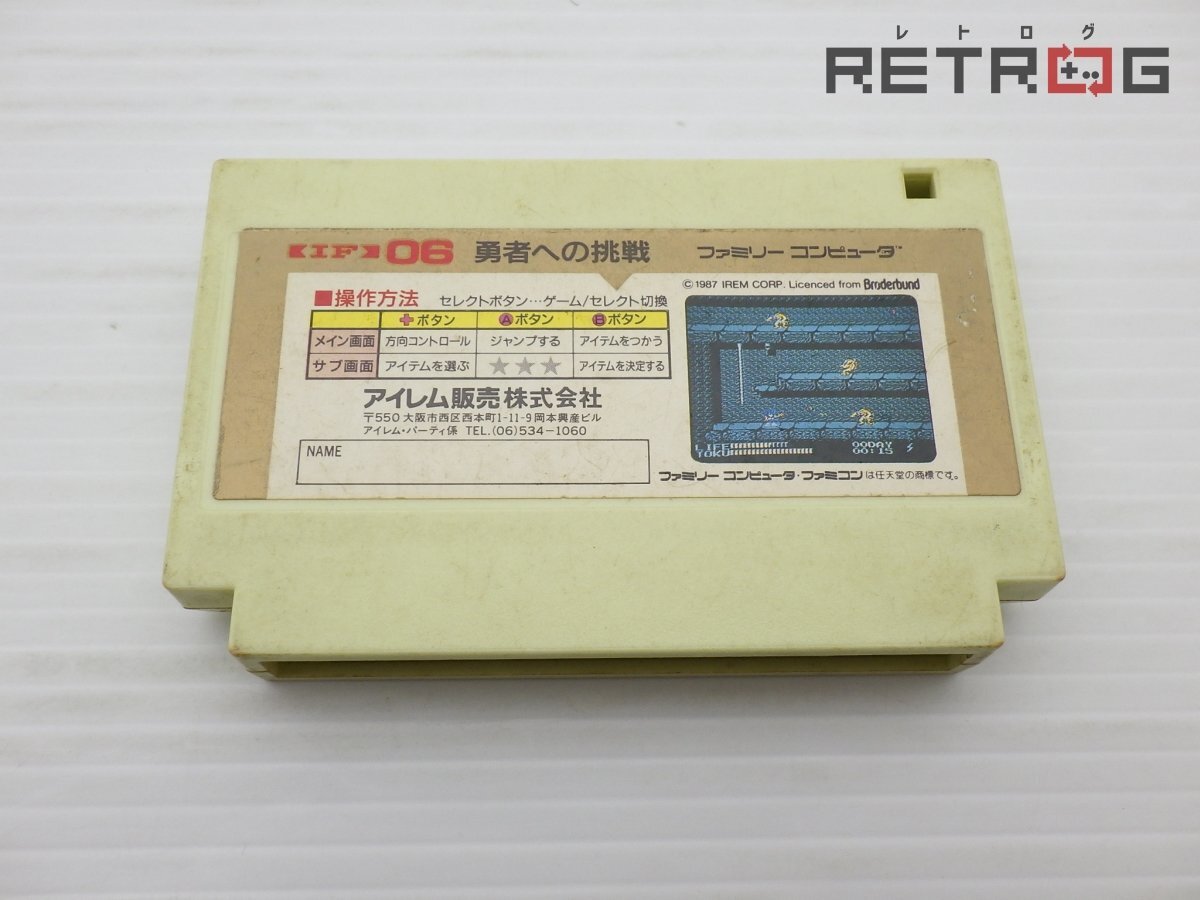 レトログ
RETROG
【IF】06 勇者への挑戦 ファミリー コンピュータ™
■操作方法 セレクトボタン…ゲーム/セレクト切換
✚ボタン Ⓐボタン Ⓑボタン
メイン画面 方向コントロール ジャンプする アイテムをつかう
サブ画面 アイテムを選ぶ ★★★ アイテムを決定する
アイレム販売株式会社
〒550 大阪市西区西本町1-11-9 岡本興産ビル
アイレム・パーティ係 TEL.(06)534-1060
NAME
©1987 IREM CORP. Licenced from Brøderbund
LIFE 00DAY
YOKU 00:15
ファミリー コンピュータ・ファミコン は任天堂の商標です。